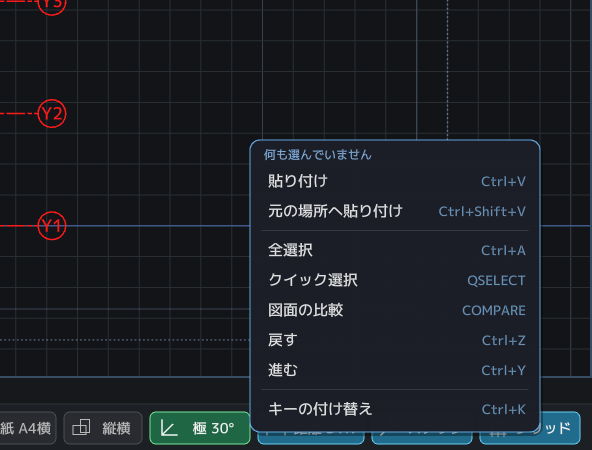 Y3
Y2
Y1
何も選んでいません
貼り付け Ctrl+V
元の場所へ貼り付け Ctrl+Shift+V
全選択 Ctrl+A
クイック選択 QSELECT
図面の比較 COMPARE
戻す Ctrl+Z
進む Ctrl+Y
キーの付け替え Ctrl+K
紙 A4横 縦横 極 30° ッド